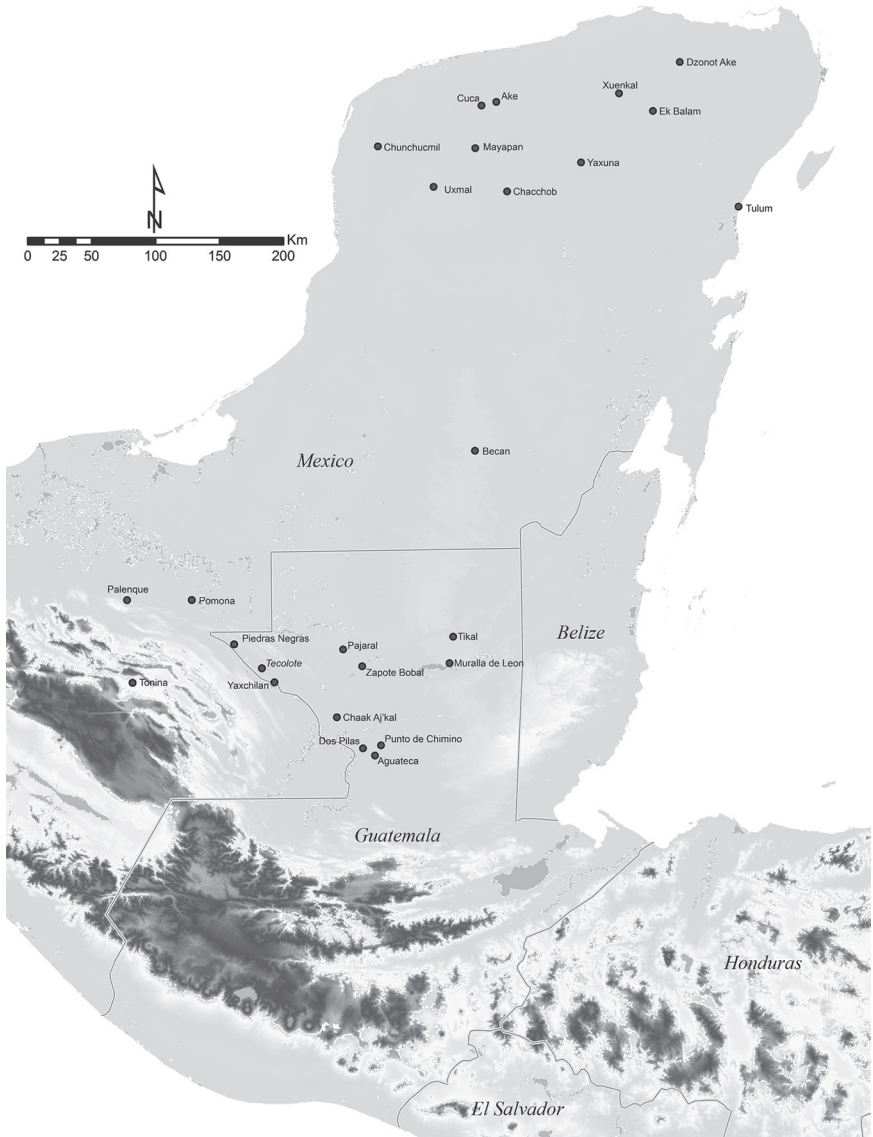 Dzonot Ake
Xuenkal
Cuca
Ake
Ek Balam
Chunchucmil
Mayapan
Yaxuna
Uxmal
Chacchob
Tulum
N
Km
0 25 50 100 150 200
Becan
Mexico
Palenque
Pomona
Belize
Piedras Negras
Tikal
Pajaral
Tecolote
Muralla de Leon
Zapote Bobal
Tonina
Yaxchilan
Chaak Aj'kal
Dos Pilas
Punto de Chimino
Aguateca
Guatemala
Honduras
El Salvador